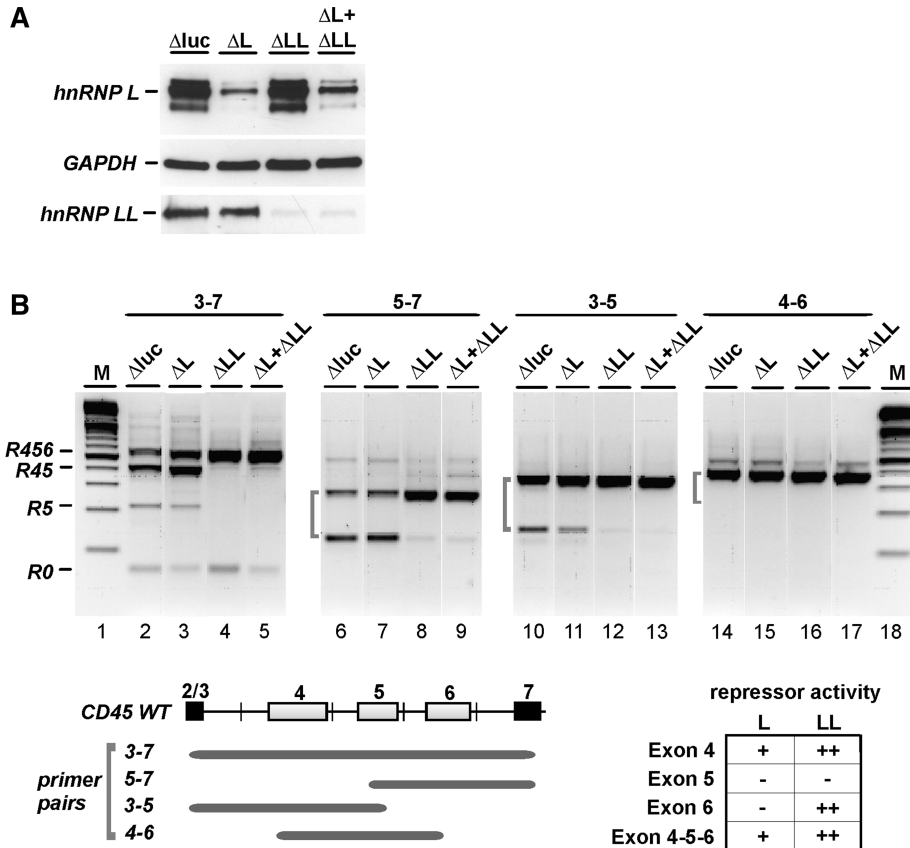 A
Δluc ΔL ΔLL ΔL+ ΔLL
hnRNP L
GAPDH
hnRNP LL
B
3-7 5-7 3-5 4-6
M Δluc ΔL ΔLL ΔL+ΔLL Δluc ΔL ΔLL ΔL+ΔLL Δluc ΔL ΔLL ΔL+ΔLL Δluc ΔL ΔLL ΔL+ΔLL M
R456
R45
R5
R0
1 2 3 4 5 6 7 8 9 10 11 12 13 14 15 16 17 18
2/3 4 5 6 7
CD45 WT
primer pairs
3-7
5-7
3-5
4-6
repressor activity
L LL
Exon 4 + ++
Exon 5 - -
Exon 6 - ++
Exon 4-5-6 + ++